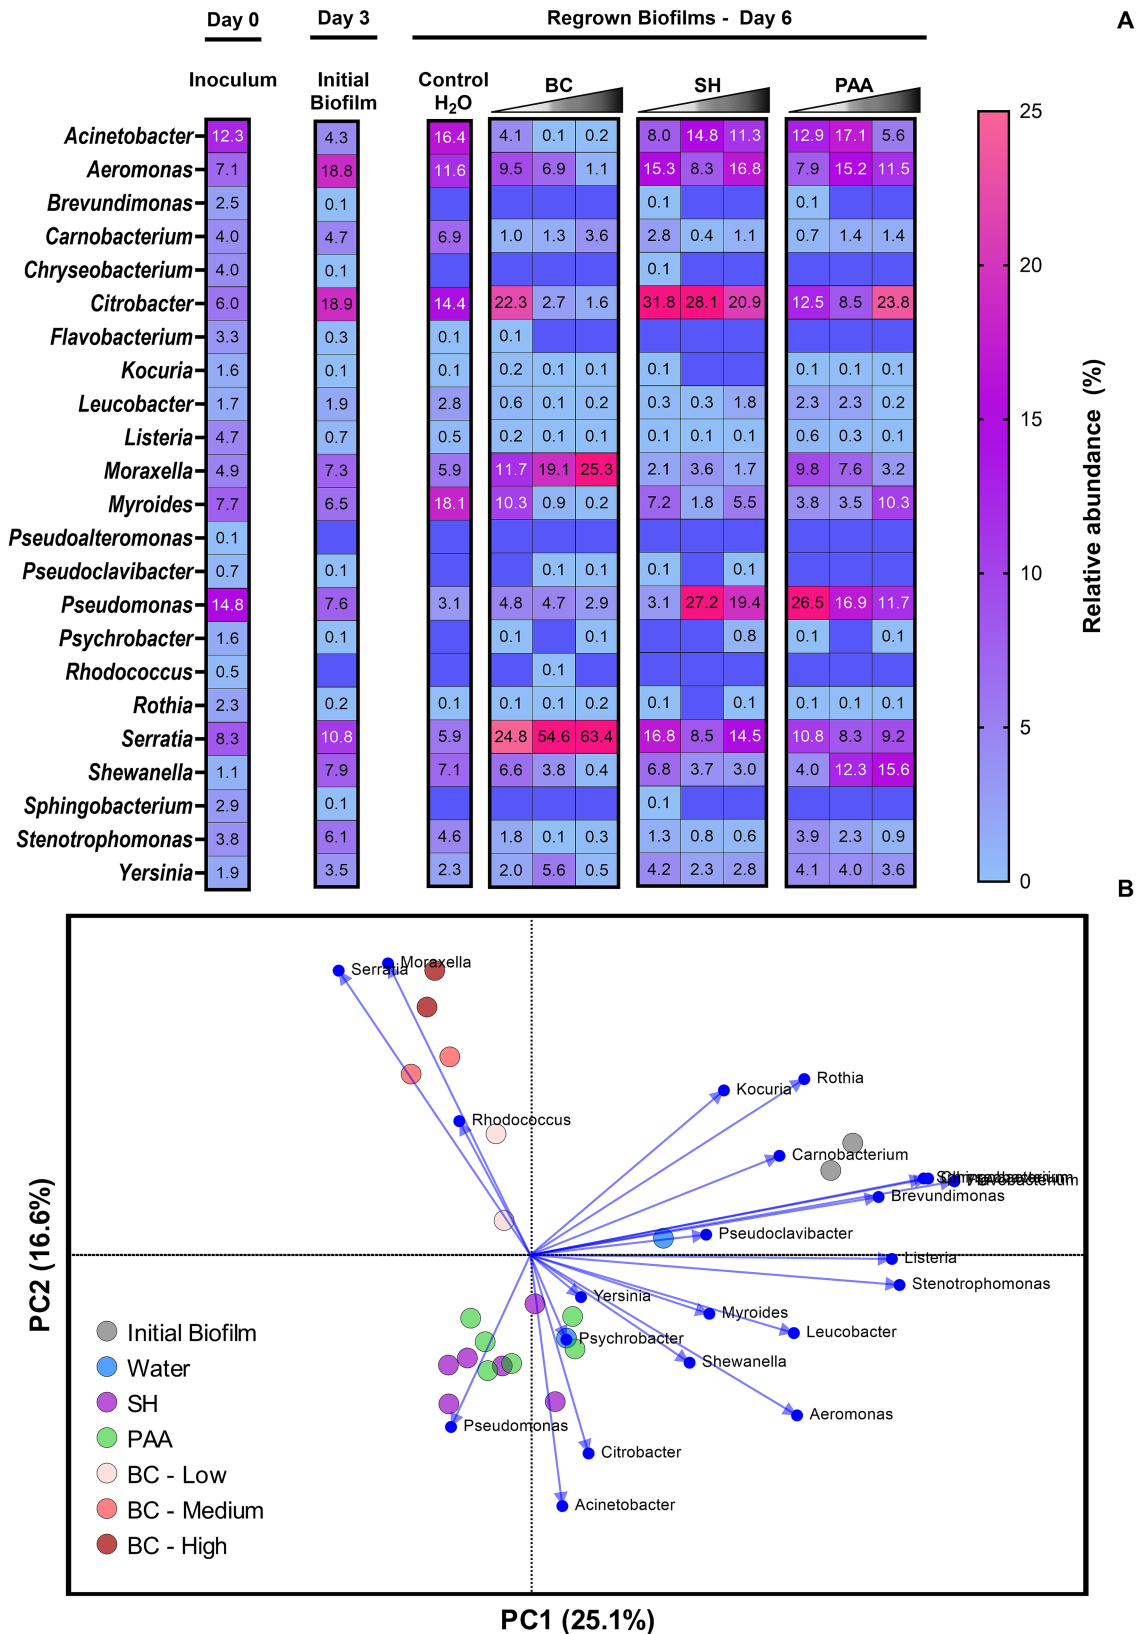 A
Day 0 Day 3 Regrown Biofilms - Day 6
Inoculum Initial Biofilm Control H₂O BC SH PAA
Acinetobacter 12.3 4.3 16.4 4.1 0.1 0.2 8.0 14.8 11.3 12.9 17.1 5.6
Aeromonas 7.1 18.8 11.6 9.5 6.9 1.1 15.3 8.3 16.8 7.9 15.2 11.5
Brevundimonas 2.5 0.1 0.1 0.1
Carnobacterium 4.0 4.7 6.9 1.0 1.3 3.6 2.8 0.4 1.1 0.7 1.4 1.4
Chryseobacterium 4.0 0.1 0.1
Citrobacter 6.0 18.9 14.4 22.3 2.7 1.6 31.8 28.1 20.9 12.5 8.5 23.8
Flavobacterium 3.3 0.3 0.1 0.1
Kocuria 1.6 0.1 0.1 0.2 0.1 0.1 0.1 0.1 0.1 0.1
Leucobacter 1.7 1.9 2.8 0.6 0.1 0.2 0.3 0.3 1.8 2.3 2.3 0.2
Listeria 4.7 0.7 0.5 0.2 0.1 0.1 0.1 0.1 0.1 0.6 0.3 0.1
Moraxella 4.9 7.3 5.9 11.7 19.1 25.3 2.1 3.6 1.7 9.8 7.6 3.2
Myroides 7.7 6.5 18.1 10.3 0.9 0.2 7.2 1.8 5.5 3.8 3.5 10.3
Pseudoalteromonas 0.1
Pseudoclavibacter 0.7 0.1 0.1 0.1 0.1 0.1
Pseudomonas 14.8 7.6 3.1 4.8 4.7 2.9 3.1 27.2 19.4 26.5 16.9 11.7
Psychrobacter 1.6 0.1 0.1 0.1 0.8 0.1 0.1
Rhodococcus 0.5 0.1
Rothia 2.3 0.2 0.1 0.1 0.1 0.2 0.1 0.1 0.1 0.1 0.1
Serratia 8.3 10.8 5.9 24.8 54.6 63.4 16.8 8.5 14.5 10.8 8.3 9.2
Shewanella 1.1 7.9 7.1 6.6 3.8 0.4 6.8 3.7 3.0 4.0 12.3 15.6
Sphingobacterium 2.9 0.1 0.1
Stenotrophomonas 3.8 6.1 4.6 1.8 0.1 0.3 1.3 0.8 0.6 3.9 2.3 0.9
Yersinia 1.9 3.5 2.3 2.0 5.6 0.5 4.2 2.3 2.8 4.1 4.0 3.6
25
20
15
10
5
0
Relative abundance (%)
B
Serratia
Moraxella
Rhodococcus
Kocuria
Rothia
Carnobacterium
Brevundimonas
Pseudoclavibacter
Listeria
Stenotrophomonas
Yersinia
Myroides
Leucobacter
Psychrobacter
Shewanella
Aeromonas
Pseudomonas
Citrobacter
Acinetobacter
Initial Biofilm
Water
SH
PAA
BC - Low
BC - Medium
BC - High
PC2 (16.6%)
PC1 (25.1%)